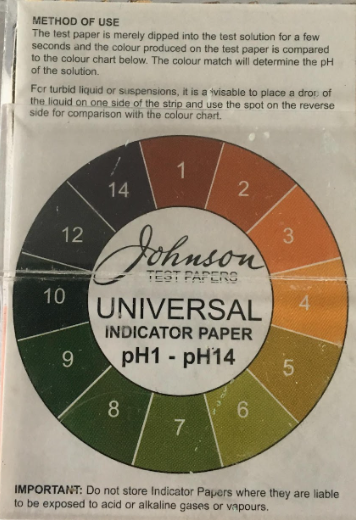 METHOD OF USE
The test paper is merely dipped into the test solution for a few
seconds and the colour produced on the test paper is compared
to the colour chart below. The colour match will determine the pH
of the solution.
For turbid liquid or suspensions, it is advisable to place a drop of
the liquid on one side of the strip and use the spot on the reverse
side for comparison with the colour chart.
1
2
3
4
5
6
7
8
9
10
12
14
Johnson
TEST PAPERS
UNIVERSAL
INDICATOR PAPER
pH1 - pH14
IMPORTANT: Do not store Indicator Papers where they are liable
to be exposed to acid or alkaline gases or vapours.